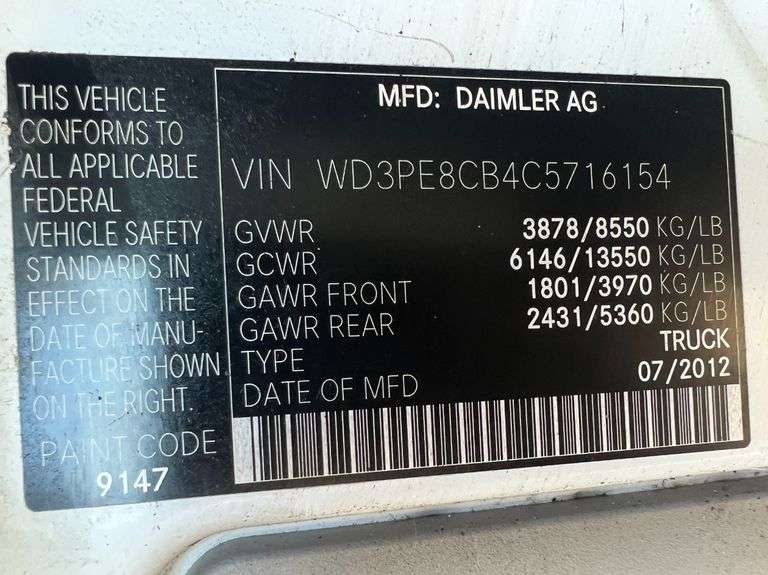 THIS VEHICLE
CONFORMS TO
ALL APPLICABLE
FEDERAL
VEHICLE SAFETY
STANDARDS IN
EFFECT ON THE
DATE OF MANU-
FACTURE SHOWN
ON THE RIGHT.
PAINT CODE
9147
MFD: DAIMLER AG
VIN WD3PE8CB4C5716154
GVWR 3878/8550 KG/LB
GCWR 6146/13550 KG/LB
GAWR FRONT 1801/3970 KG/LB
GAWR REAR 2431/5360 KG/LB
TYPE TRUCK
DATE OF MFD 07/2012